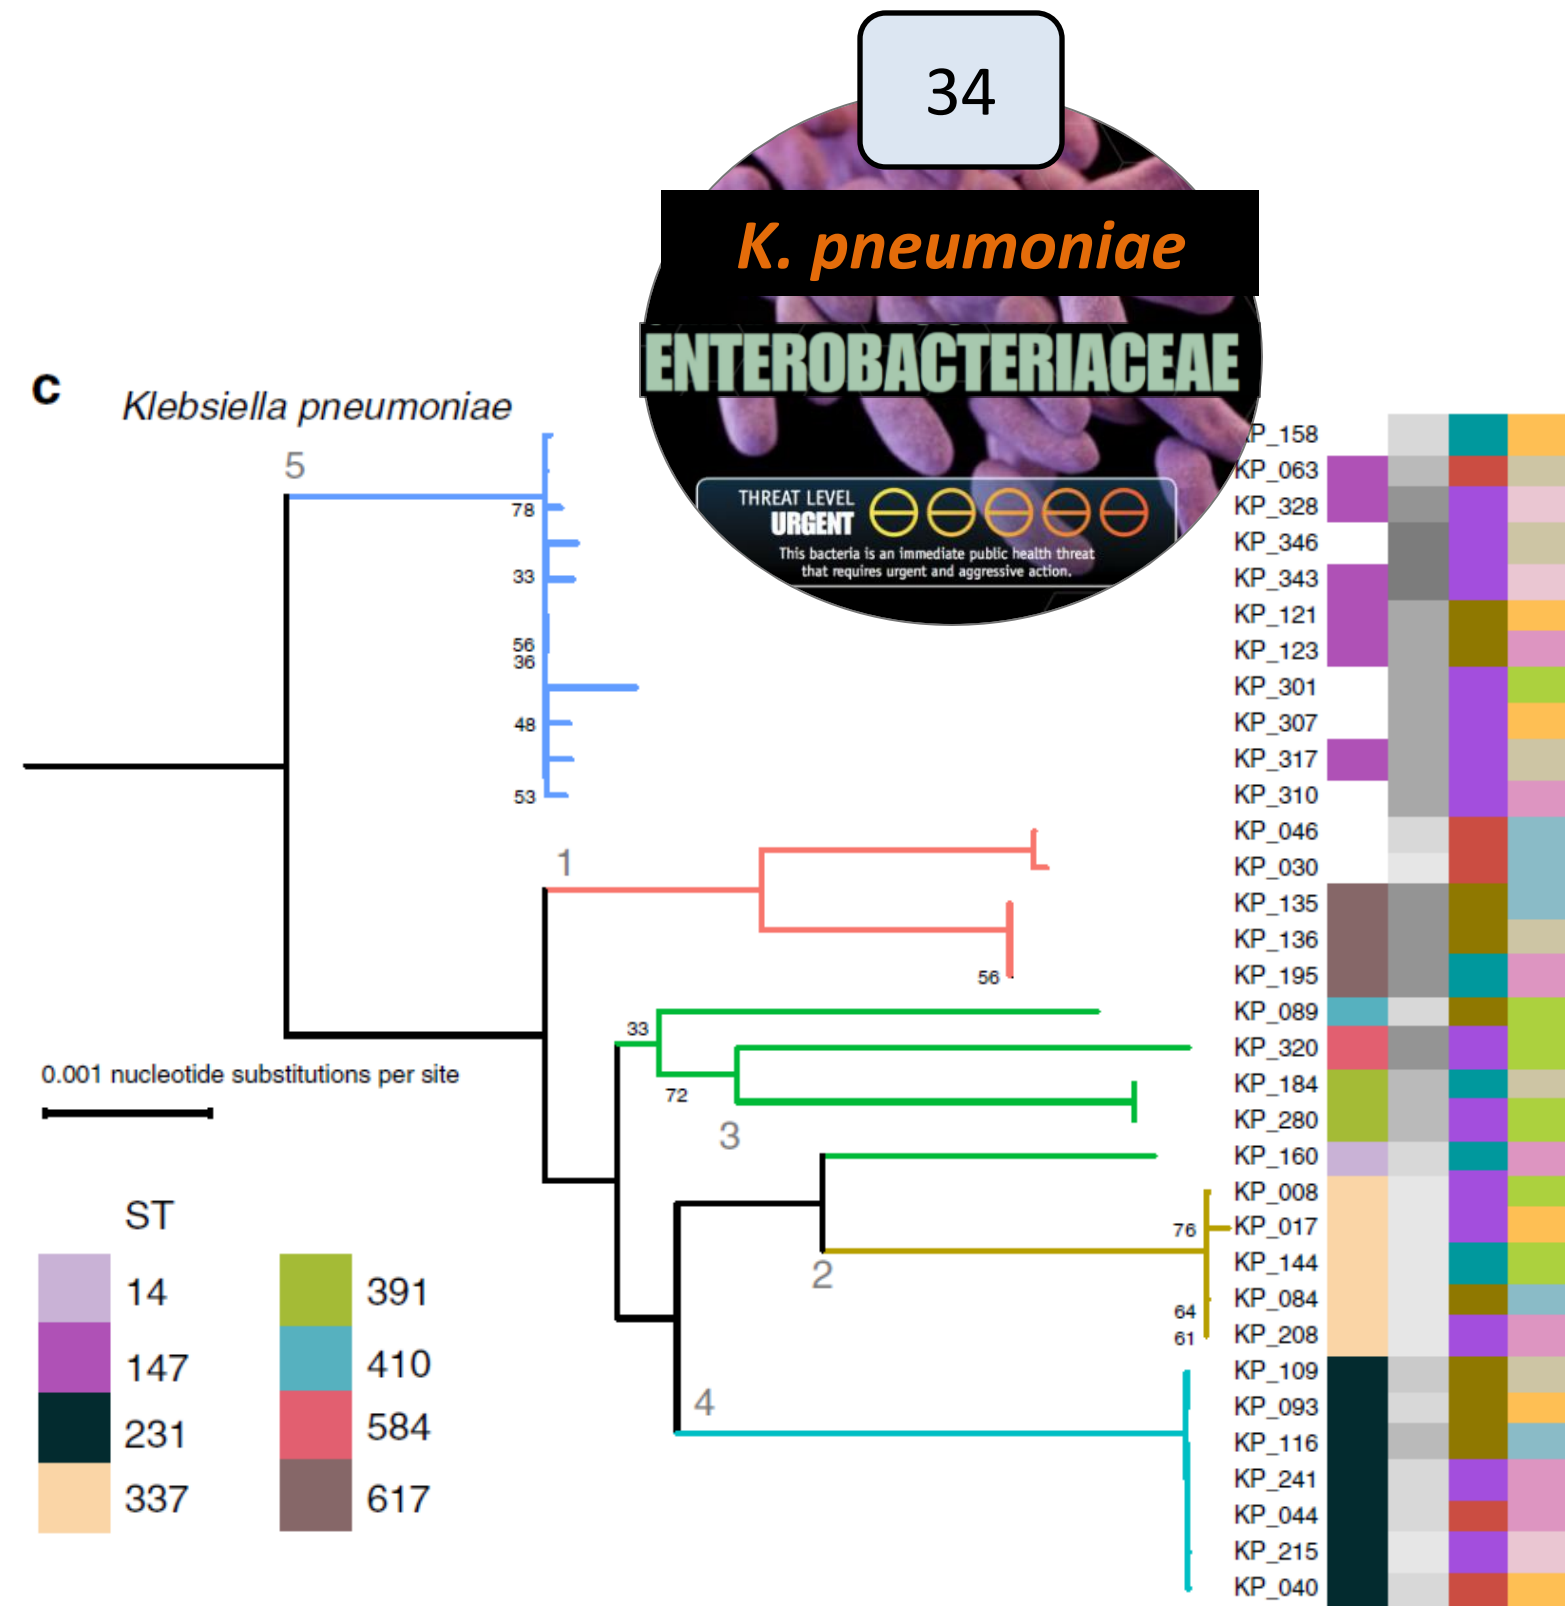 34
K. pneumoniae
ENTEROBACTERIACEAE
THREAT LEVEL
URGENT
This bacteria is an immediate public health threat
that requires urgent and aggressive action.
c
Klebsiella pneumoniae
5
78
33
56
36
48
53
1
56
33
72
3
76
2
64
61
4
0.001 nucleotide substitutions per site
ST
14
147
231
337
391
410
584
617
KP_158
KP_063
KP_328
KP_346
KP_343
KP_121
KP_123
KP_301
KP_307
KP_317
KP_310
KP_046
KP_030
KP_135
KP_136
KP_195
KP_089
KP_320
KP_184
KP_280
KP_160
KP_008
KP_017
KP_144
KP_084
KP_208
KP_109
KP_093
KP_116
KP_241
KP_044
KP_215
KP_040